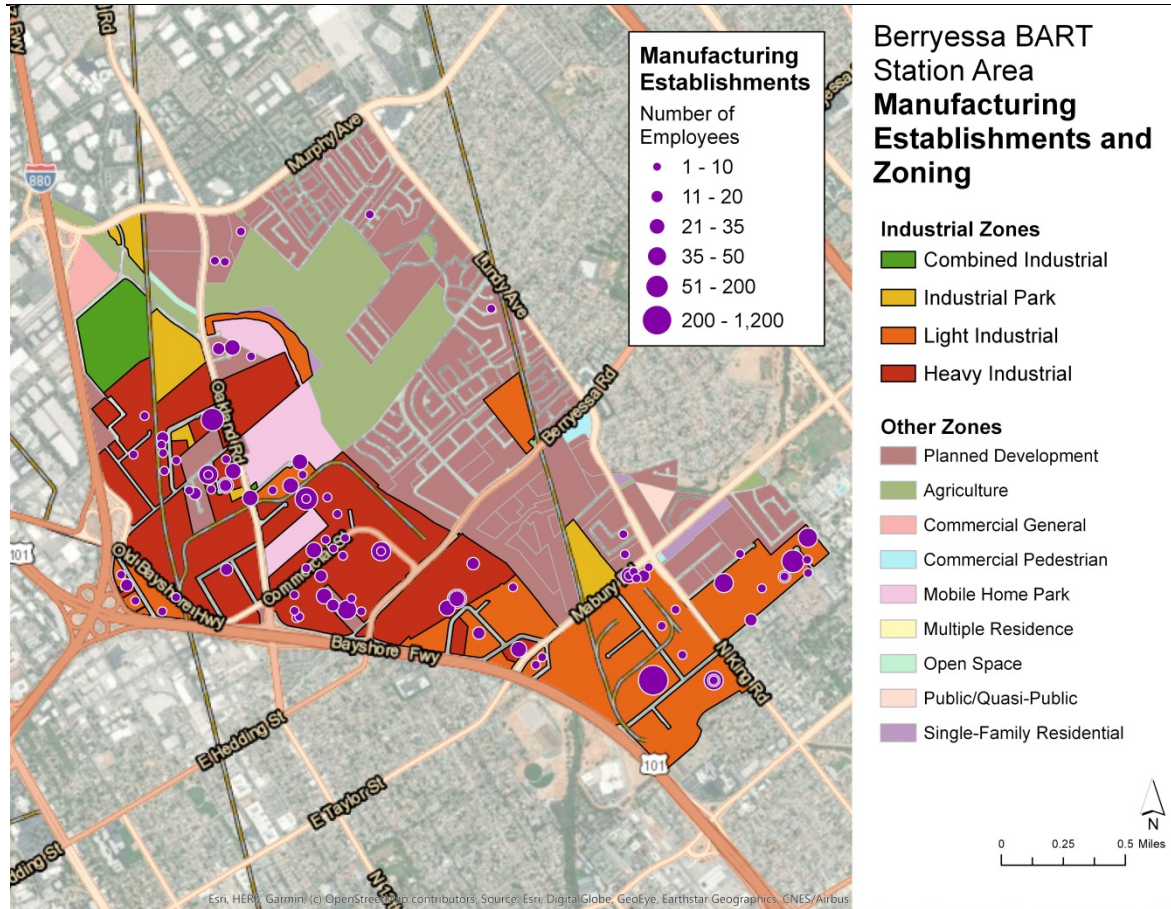 Berryessa BART
Station Area
Manufacturing
Establishments and
Zoning
Manufacturing
Establishments
Number of
Employees
1 - 10
11 - 20
21 - 35
35 - 50
51 - 200
200 - 1,200
Industrial Zones
Combined Industrial
Industrial Park
Light Industrial
Heavy Industrial
Other Zones
Planned Development
Agriculture
Commercial General
Commercial Pedestrian
Mobile Home Park
Multiple Residence
Open Space
Public/Quasi-Public
Single-Family Residential
N
0 0.25 0.5 Miles
Fwy
Rd
880
Murphy Ave
Lundy Ave
Oakland Rd
Berryessa Rd
101
Old Bayshore Hwy
Commercial St
Mabury
Bayshore Fwy
N King Rd
E Hedding St
101
E Taylor St
Hedding St
Esri, HERE, Garmin, (c) OpenStreetMap contributors, Source: Esri, DigitalGlobe, GeoEye, Earthstar Geographics, CNES/Airbus